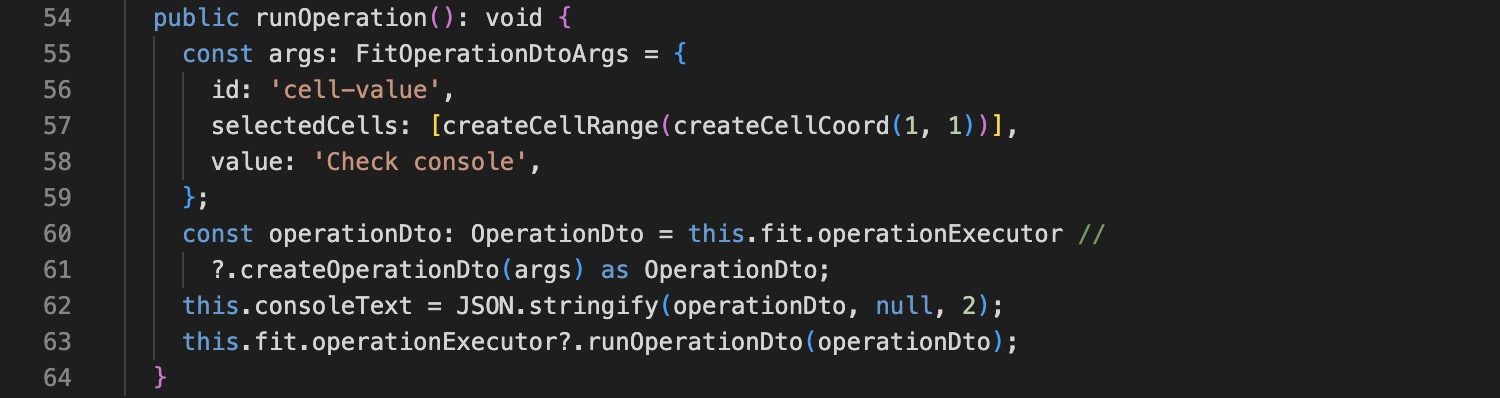 54 public runOperation(): void {
55 const args: FitOperationDtoArgs = {
56 id: 'cell-value',
57 selectedCells: [createCellRange(createCellCoord(1, 1))],
58 value: 'Check console',
59 };
60 const operationDto: OperationDto = this.fit.operationExecutor //
61 ?.createOperationDto(args) as OperationDto;
62 this.consoleText = JSON.stringify(operationDto, null, 2);
63 this.fit.operationExecutor?.runOperationDto(operationDto);
64 }